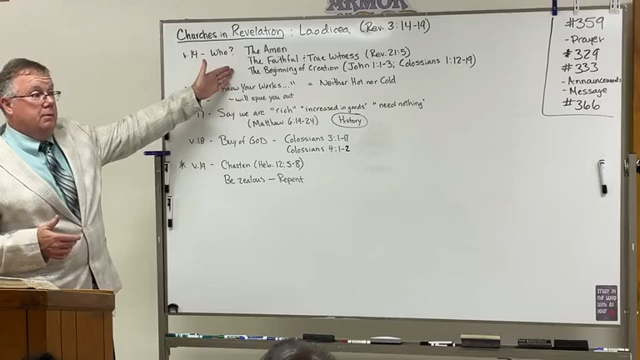 ARMOR
Churches in Revelation : Laodicea (Rev. 3:14-19)
14 - Who? The Amen
The Faithful & True Witness (Rev. 21:5)
The Beginning of Creation (John 1:1-3; Colossians 1:12-19)
Know Your Works..." = Neither Hot nor Cold
- will spue you out
- Say we are "rich" "increased in goods" "need nothing"
(Matthew 6:19-24) History
v.18 - Buy of GOD - Colossians 3:1-17
Colossians 4:1-2
* v.19 - Chasten (Heb. 12:5-8)
Be zealous - Repent
#359
-Prayer
#329
#333
-Announcements
-Message
#366
Trust in the